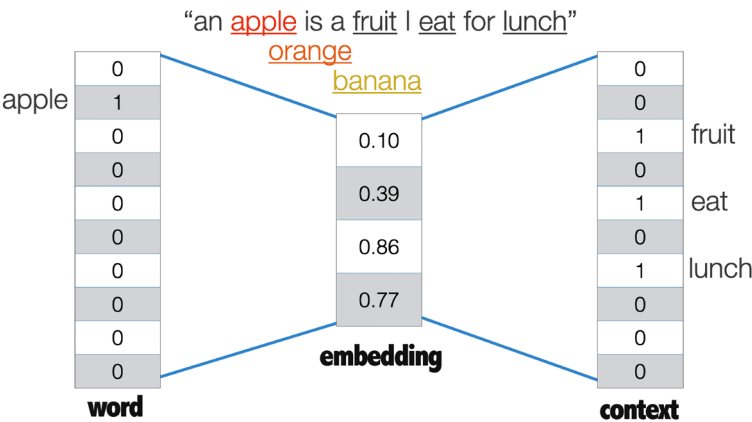 “an apple is a fruit I eat for lunch”
orange
banana
0
apple 1
0
0
0
0
0
0
0
0
word
0.10
0.39
0.86
0.77
embedding
0
0
1 fruit
0
1 eat
0
1 lunch
0
0
0
context